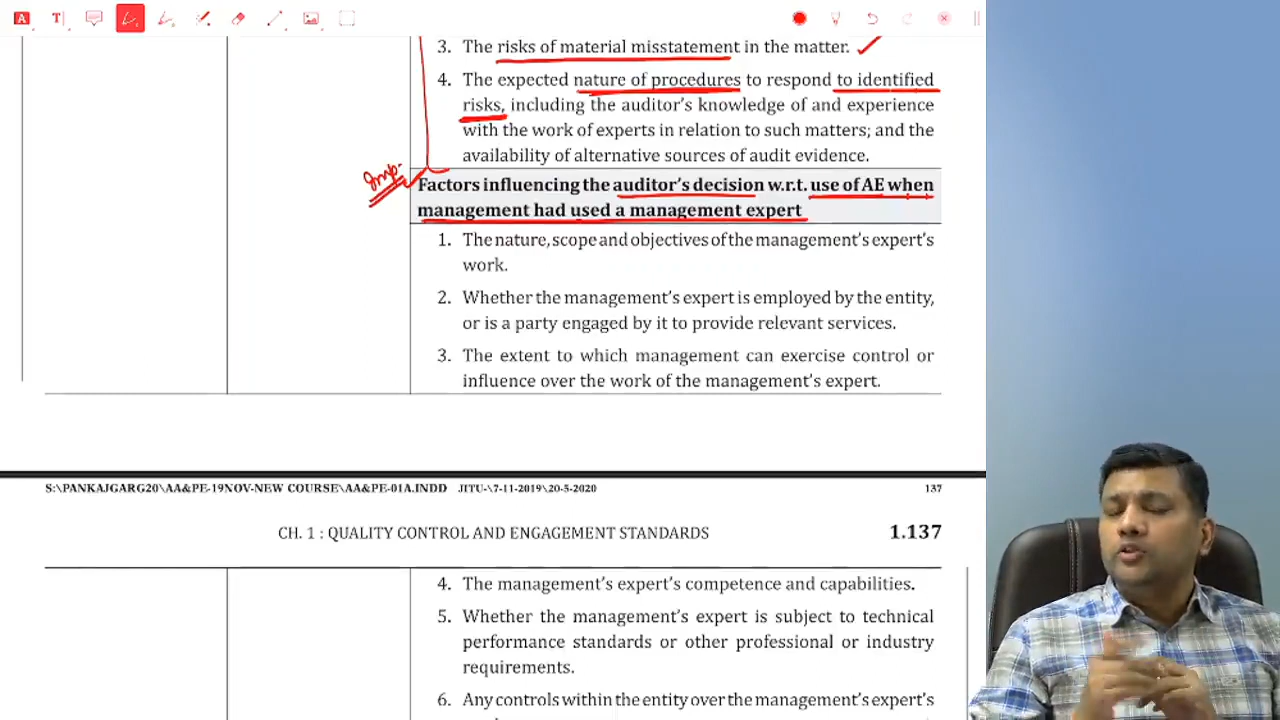 A T
3. The risks of material misstatement in the matter.
4. The expected nature of procedures to respond to identified
risks, including the auditor's knowledge of and experience
with the work of experts in relation to such matters; and the
availability of alternative sources of audit evidence.
Imp.
Factors influencing the auditor's decision w.r.t. use of AE when
management had used a management expert
1. The nature, scope and objectives of the management's expert's
work.
2. Whether the management's expert is employed by the entity,
or is a party engaged by it to provide relevant services.
3. The extent to which management can exercise control or
influence over the work of the management's expert.
S:\PANKAJGARG20\AA&PE-19NOV-NEW COURSE\AA&PE-01A.INDD JITU-\7-11-2019\20-5-2020 137
CH. 1 : QUALITY CONTROL AND ENGAGEMENT STANDARDS 1.137
4. The management's expert's competence and capabilities.
5. Whether the management's expert is subject to technical
performance standards or other professional or industry
requirements.
6. Any controls within the entity over the management's expert's